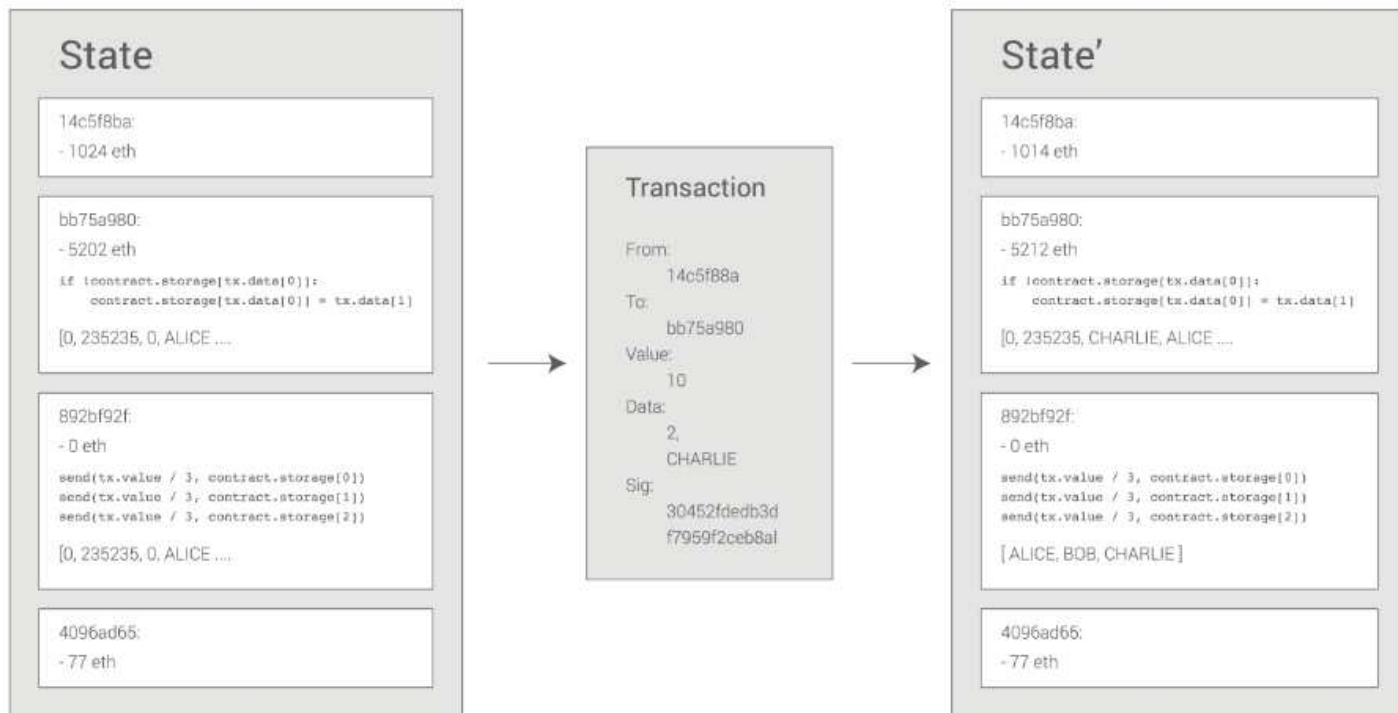 State
14c5f8ba:
- 1024 eth
bb75a980:
- 5202 eth
if !contract.storage[tx.data[0]]:
contract.storage[tx.data[0]] = tx.data[1]
[0, 235235, 0, ALICE ....
892bf92f:
- 0 eth
send(tx.value / 3, contract.storage[0])
send(tx.value / 3, contract.storage[1])
send(tx.value / 3, contract.storage[2])
[0, 235235, 0, ALICE ....
4096ad65:
- 77 eth
Transaction
From:
14c5f88a
To:
bb75a980
Value:
10
Data:
2,
CHARLIE
Sig:
30452fdedb3d
f7959f2ceb8a1
State'
14c5f8ba:
- 1014 eth
bb75a980:
- 5212 eth
if !contract.storage[tx.data[0]]:
contract.storage[tx.data[0]] = tx.data[1]
[0, 235235, CHARLIE, ALICE ....
892bf92f:
- 0 eth
send(tx.value / 3, contract.storage[0])
send(tx.value / 3, contract.storage[1])
send(tx.value / 3, contract.storage[2])
[ ALICE, BOB, CHARLIE ]
4096ad65:
- 77 eth